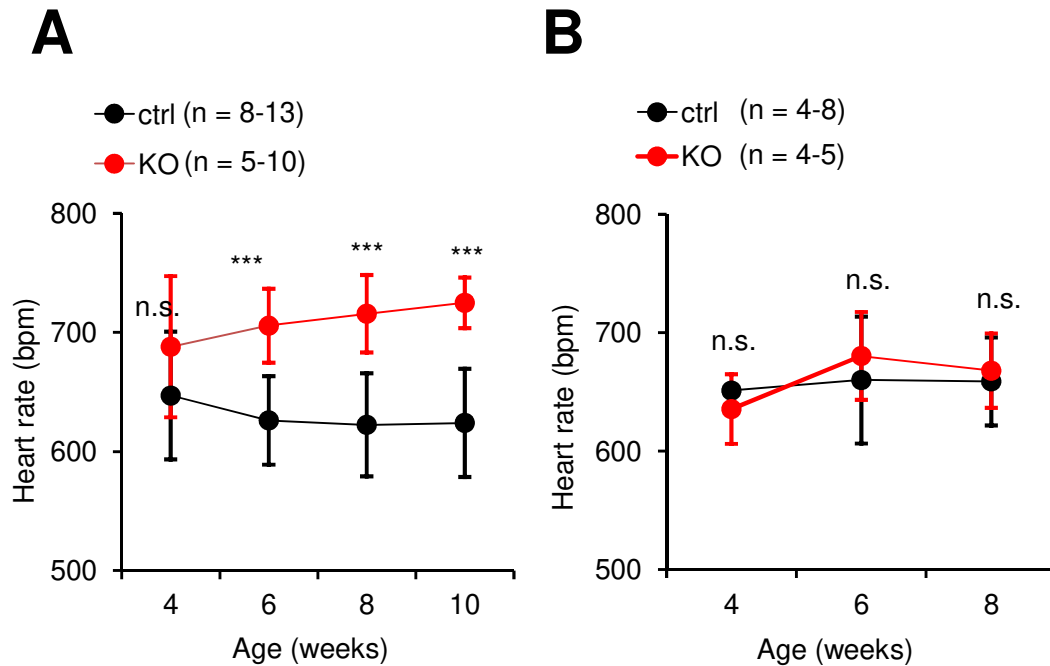 A
ctrl (n = 8-13)
KO (n = 5-10)
800
700
600
500
Heart rate (bpm)
n.s.
***
***
***
4
6
8
10
Age (weeks)
B
ctrl (n = 4-8)
KO (n = 4-5)
800
700
600
500
Heart rate (bpm)
n.s.
n.s.
n.s.
4
6
8
Age (weeks)